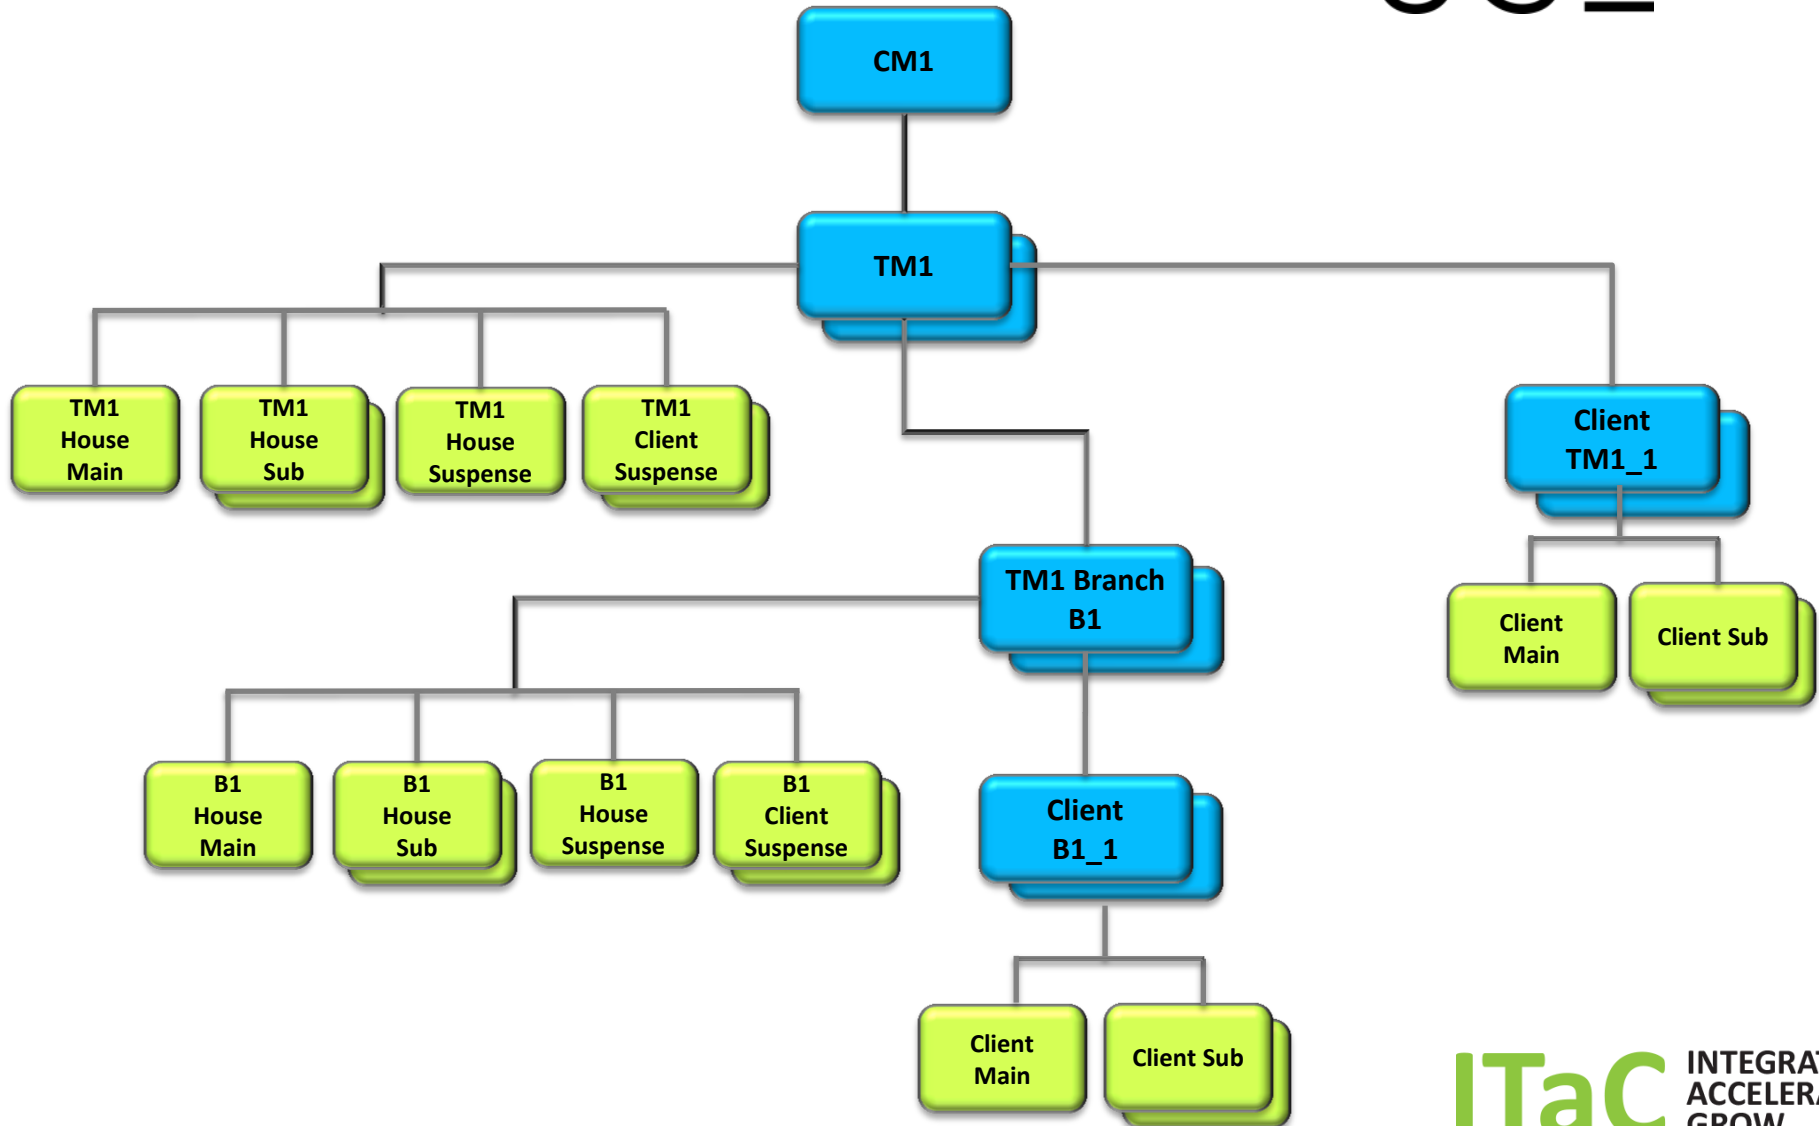 CM1
TM1
TM1
House
Main
TM1
House
Sub
TM1
House
Suspense
TM1
Client
Suspense
Client
TM1_1
TM1 Branch
B1
Client
Main
Client Sub
B1
House
Main
B1
House
Sub
B1
House
Suspense
B1
Client
Suspense
Client
B1_1
Client
Main
Client Sub
ITaC
GROW